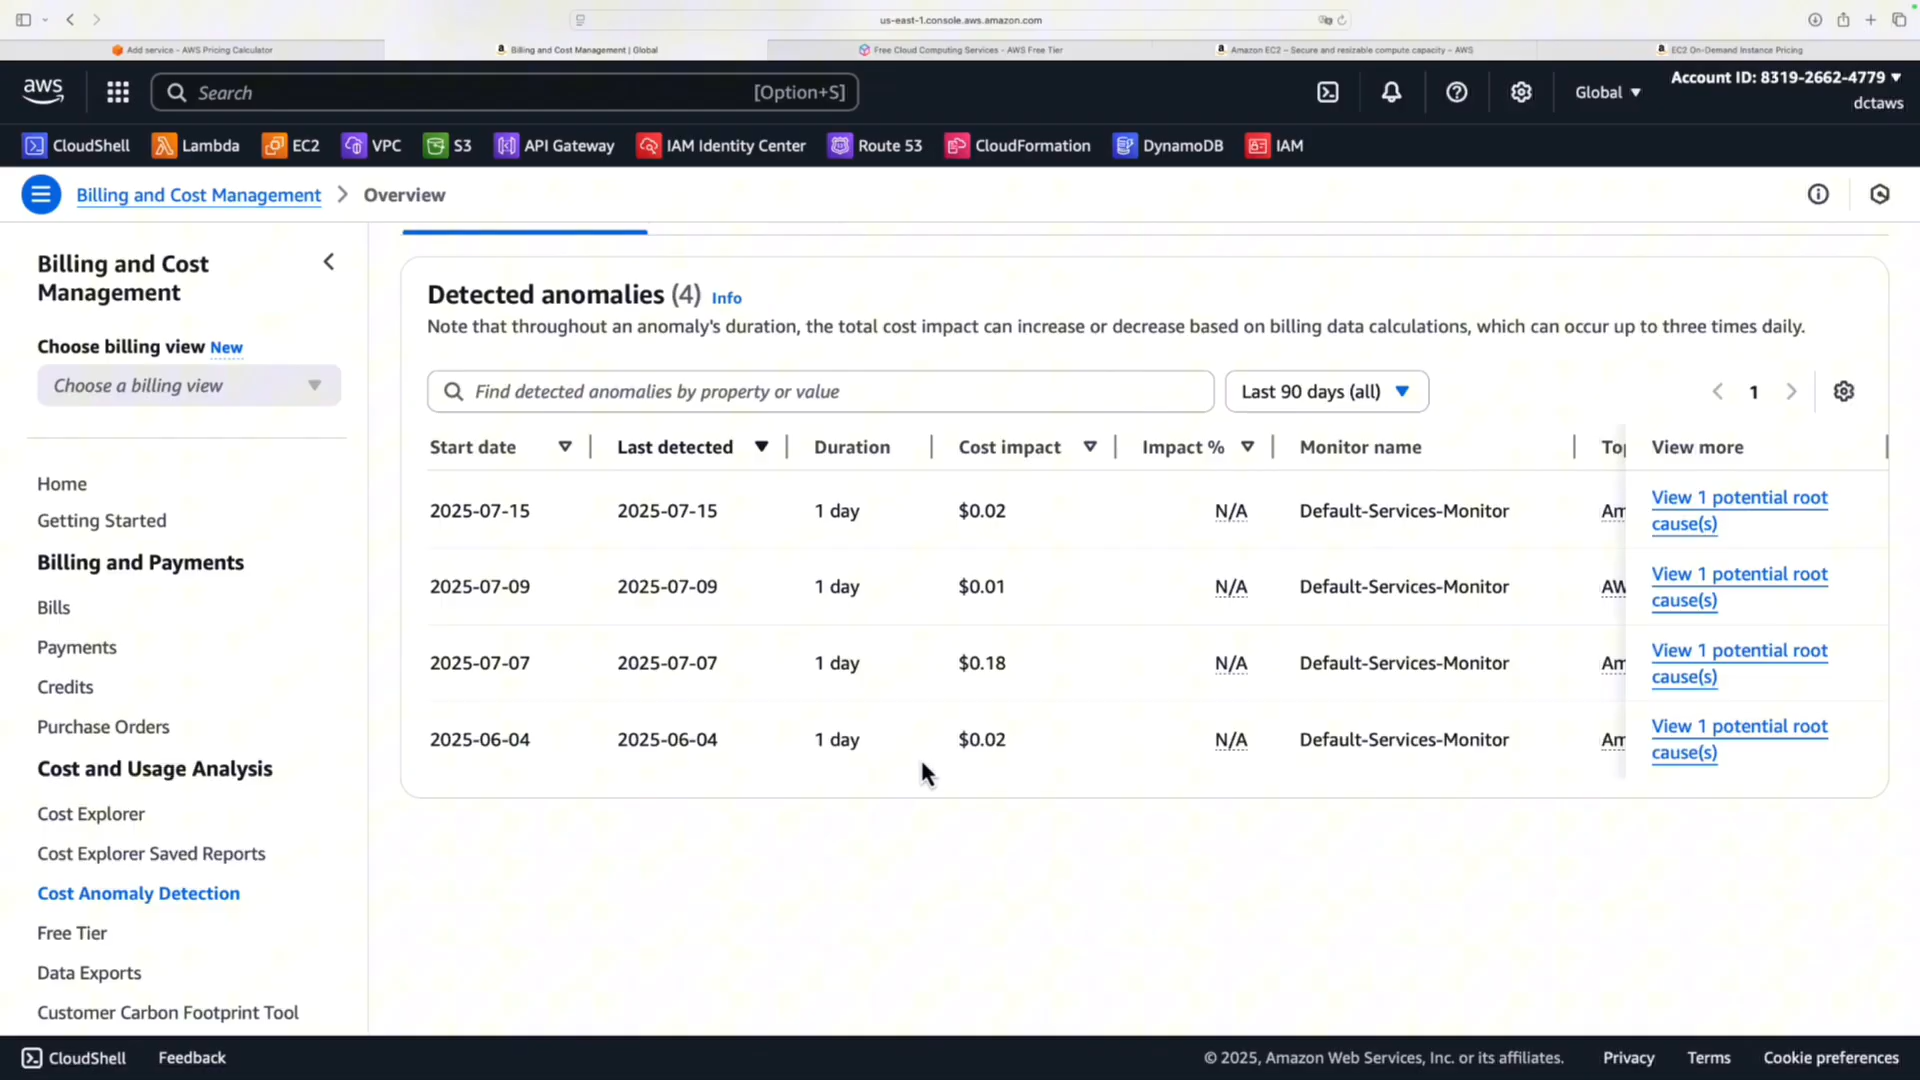 us-east-1.console.aws.amazon.com
Add service - AWS Pricing Calculator
Billing and Cost Management | Global
Free Cloud Computing Services - AWS Free Tier
Amazon EC2 – Secure and resizable compute capacity – AWS
EC2 On-Demand Instance Pricing
aws
Search
[Option+S]
Global
Account ID: 8319-2662-4779
dctaws
CloudShell
Lambda
EC2
VPC
S3
API Gateway
IAM Identity Center
Route 53
CloudFormation
DynamoDB
IAM
Billing and Cost Management > Overview
Billing and Cost
Management
Choose billing view New
Choose a billing view
Home
Getting Started
Billing and Payments
Bills
Payments
Credits
Purchase Orders
Cost and Usage Analysis
Cost Explorer
Cost Explorer Saved Reports
Cost Anomaly Detection
Free Tier
Data Exports
Customer Carbon Footprint Tool
Detected anomalies (4) Info
Note that throughout an anomaly's duration, the total cost impact can increase or decrease based on billing data calculations, which can occur up to three times daily.
Find detected anomalies by property or value
Last 90 days (all)
1
Start date
Last detected
Duration
Cost impact
Impact %
Monitor name
To
View more
2025-07-15 2025-07-15 1 day $0.02 N/A Default-Services-Monitor Am View 1 potential root
cause(s)
2025-07-09 2025-07-09 1 day $0.01 N/A Default-Services-Monitor AW View 1 potential root
cause(s)
2025-07-07 2025-07-07 1 day $0.18 N/A Default-Services-Monitor Am View 1 potential root
cause(s)
2025-06-04 2025-06-04 1 day $0.02 N/A Default-Services-Monitor Am View 1 potential root
cause(s)
CloudShell
Feedback
© 2025, Amazon Web Services, Inc. or its affiliates.
Privacy
Terms
Cookie preferences